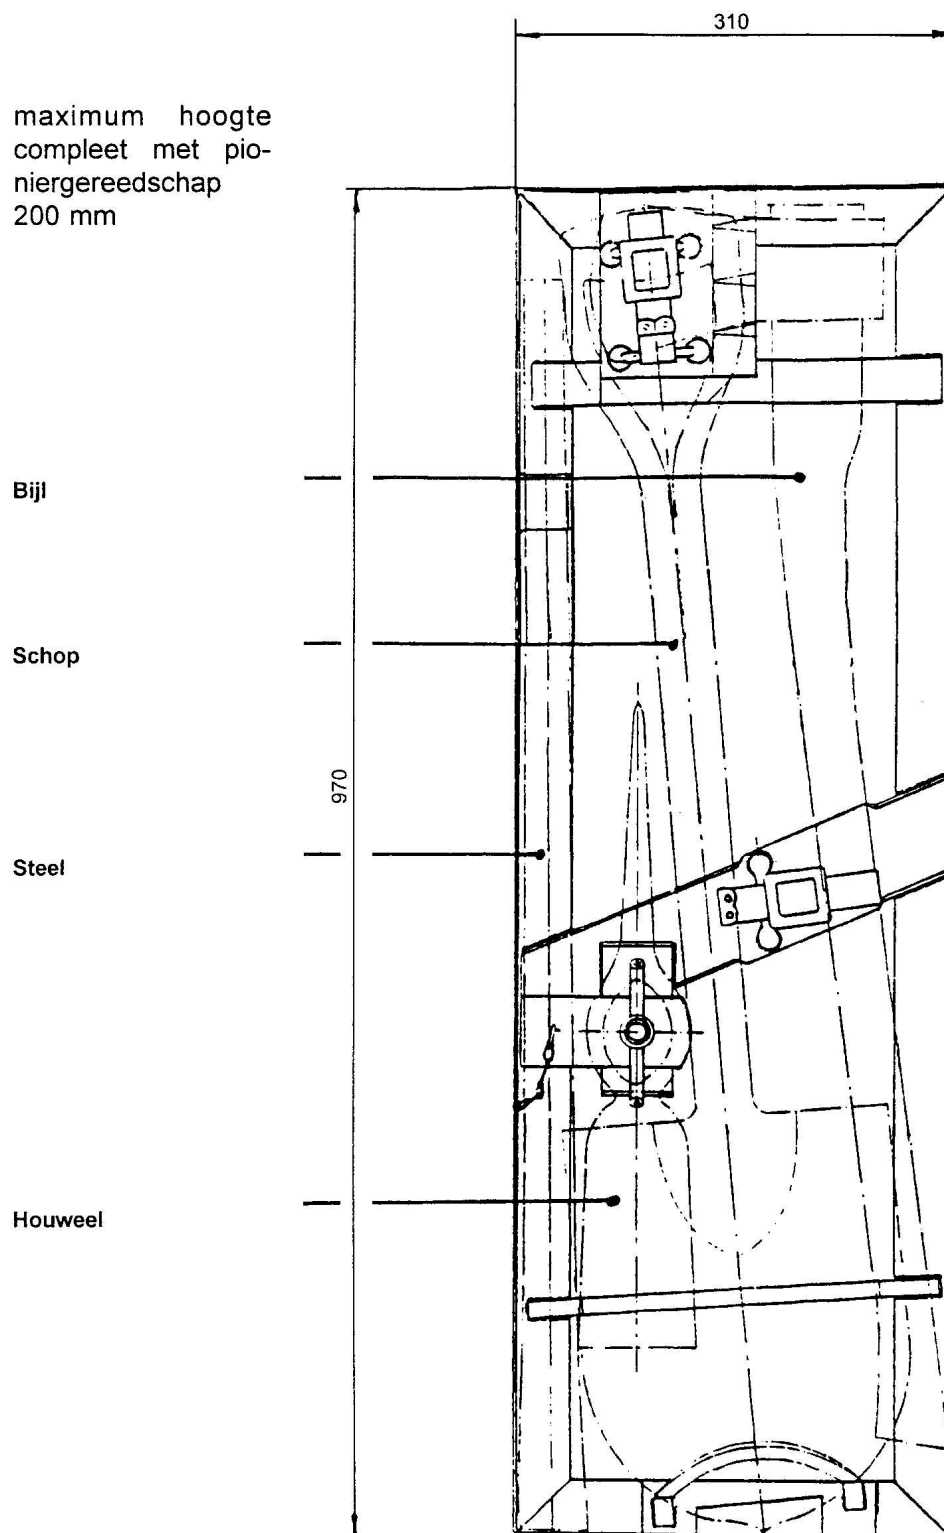 310
maximum hoogte
compleet met pio-
niergereedschap
200 mm
Bijl
Schop
970
Steel
Houweel